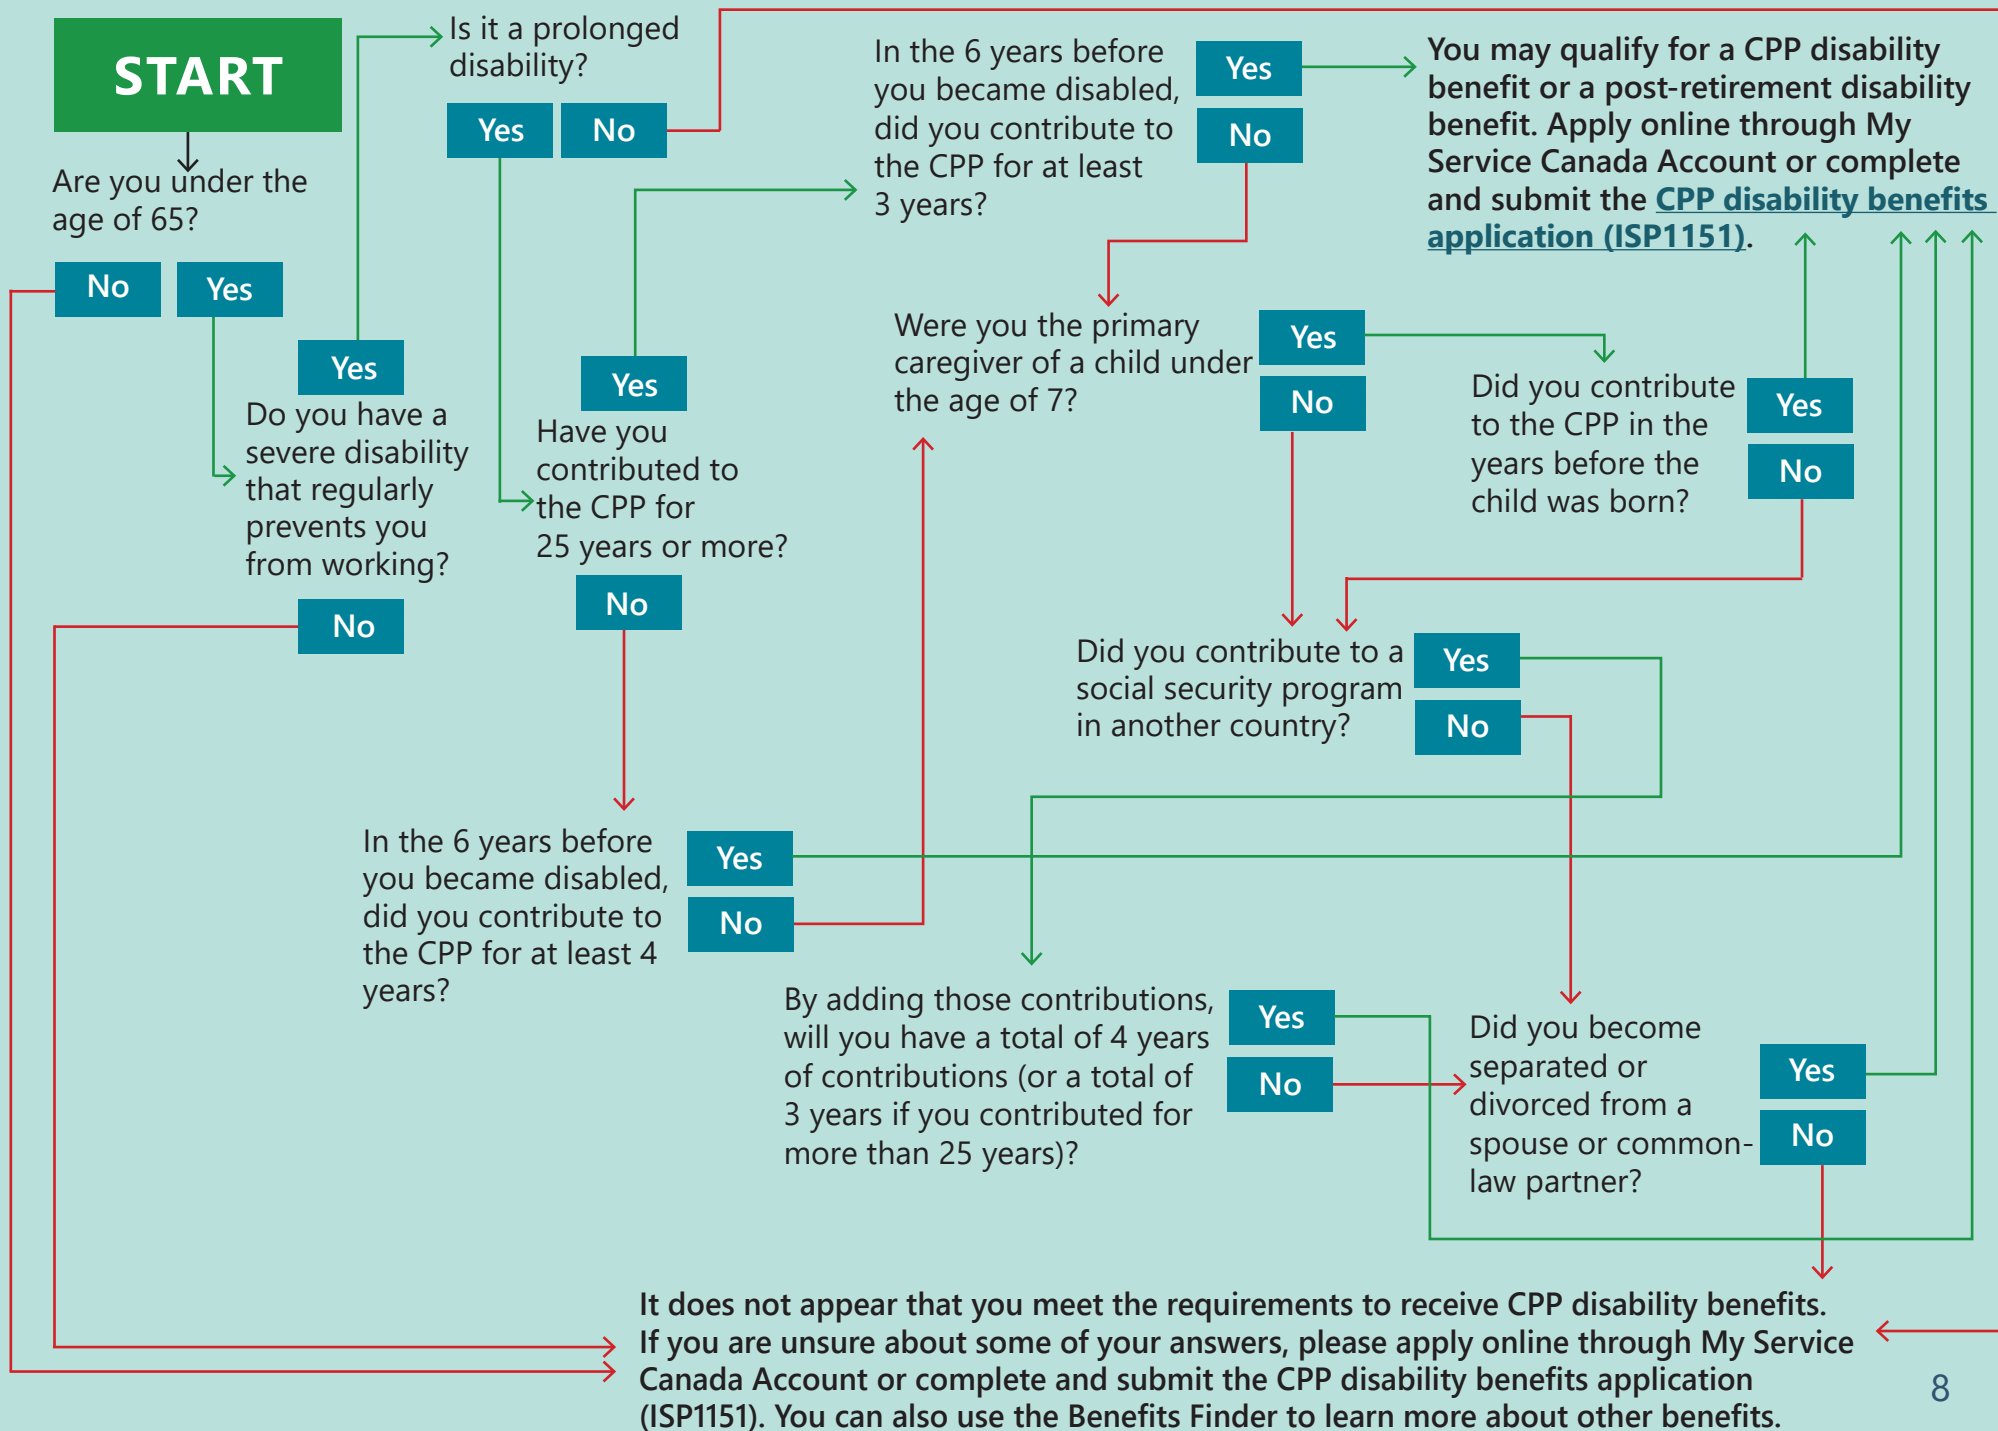 START
Are you under the
age of 65?
No
Yes
Yes
Do you have a
severe disability
that regularly
prevents you
from working?
No
Is it a prolonged
disability?
Yes
No
Yes
Have you
contributed to
the CPP for
25 years or more?
No
In the 6 years before
you became disabled,
did you contribute to
the CPP for at least
3 years?
Yes
No
You may qualify for a CPP disability
benefit or a post-retirement disability
benefit. Apply online through My
Service Canada Account or complete
and submit the CPP disability benefits
application (ISP1151).
Were you the primary
caregiver of a child under
the age of 7?
Yes
No
Did you contribute
to the CPP in the
years before the
child was born?
Yes
No
Did you contribute to a
social security program
in another country?
Yes
No
In the 6 years before
you became disabled,
did you contribute to
the CPP for at least 4
years?
Yes
No
By adding those contributions,
will you have a total of 4 years
of contributions (or a total of
3 years if you contributed for
more than 25 years)?
Yes
No
Did you become
separated or
divorced from a
spouse or common-
law partner?
Yes
No
It does not appear that you meet the requirements to receive CPP disability benefits.
If you are unsure about some of your answers, please apply online through My Service
Canada Account or complete and submit the CPP disability benefits application
(ISP1151). You can also use the Benefits Finder to learn more about other benefits.
8